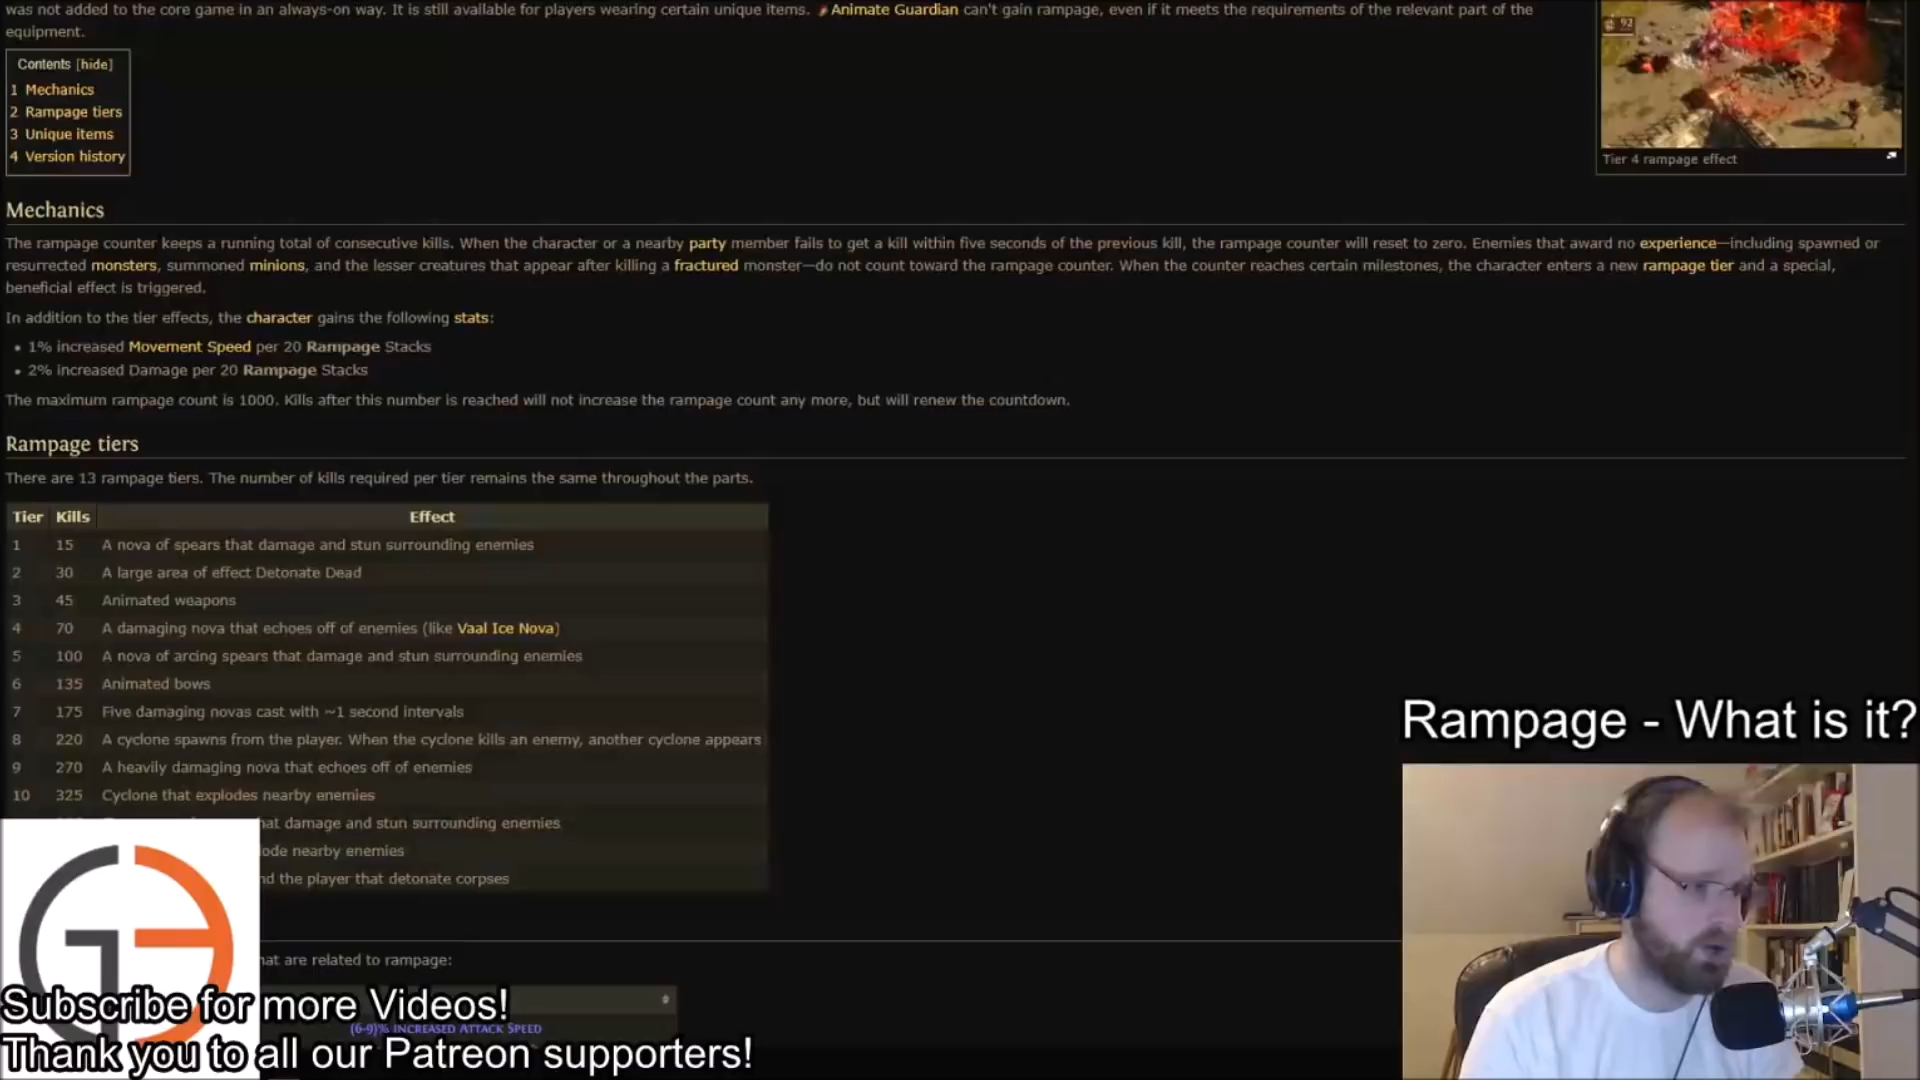 was not added to the core game in an always-on way. It is still available for players wearing certain unique items. Animate Guardian can't gain rampage, even if it meets the requirements of the relevant part of the
equipment.
92
Contents [hide]
1 Mechanics
2 Rampage tiers
3 Unique items
4 Version history
Tier 4 rampage effect
Mechanics
The rampage counter keeps a running total of consecutive kills. When the character or a nearby party member fails to get a kill within five seconds of the previous kill, the rampage counter will reset to zero. Enemies that award no experience—including spawned or
resurrected monsters, summoned minions, and the lesser creatures that appear after killing a fractured monster—do not count toward the rampage counter. When the counter reaches certain milestones, the character enters a new rampage tier and a special,
beneficial effect is triggered.
In addition to the tier effects, the character gains the following stats:
• 1% increased Movement Speed per 20 Rampage Stacks
• 2% increased Damage per 20 Rampage Stacks
The maximum rampage count is 1000. Kills after this number is reached will not increase the rampage count any more, but will renew the countdown.
Rampage tiers
There are 13 rampage tiers. The number of kills required per tier remains the same throughout the parts.
Tier Kills Effect
1 15 A nova of spears that damage and stun surrounding enemies
2 30 A large area of effect Detonate Dead
3 45 Animated weapons
4 70 A damaging nova that echoes off of enemies (like Vaal Ice Nova)
5 100 A nova of arcing spears that damage and stun surrounding enemies
6 135 Animated bows
7 175 Five damaging novas cast with ~1 second intervals
8 220 A cyclone spawns from the player. When the cyclone kills an enemy, another cyclone appears
9 270 A heavily damaging nova that echoes off of enemies
10 325 Cyclone that explodes nearby enemies
hat damage and stun surrounding enemies
ode nearby enemies
nd the player that detonate corpses
hat are related to rampage:
(6-9)% INCREASED ATTACK SPEED
Rampage - What is it?
GE
Subscribe for more Videos!
Thank you to all our Patreon supporters!